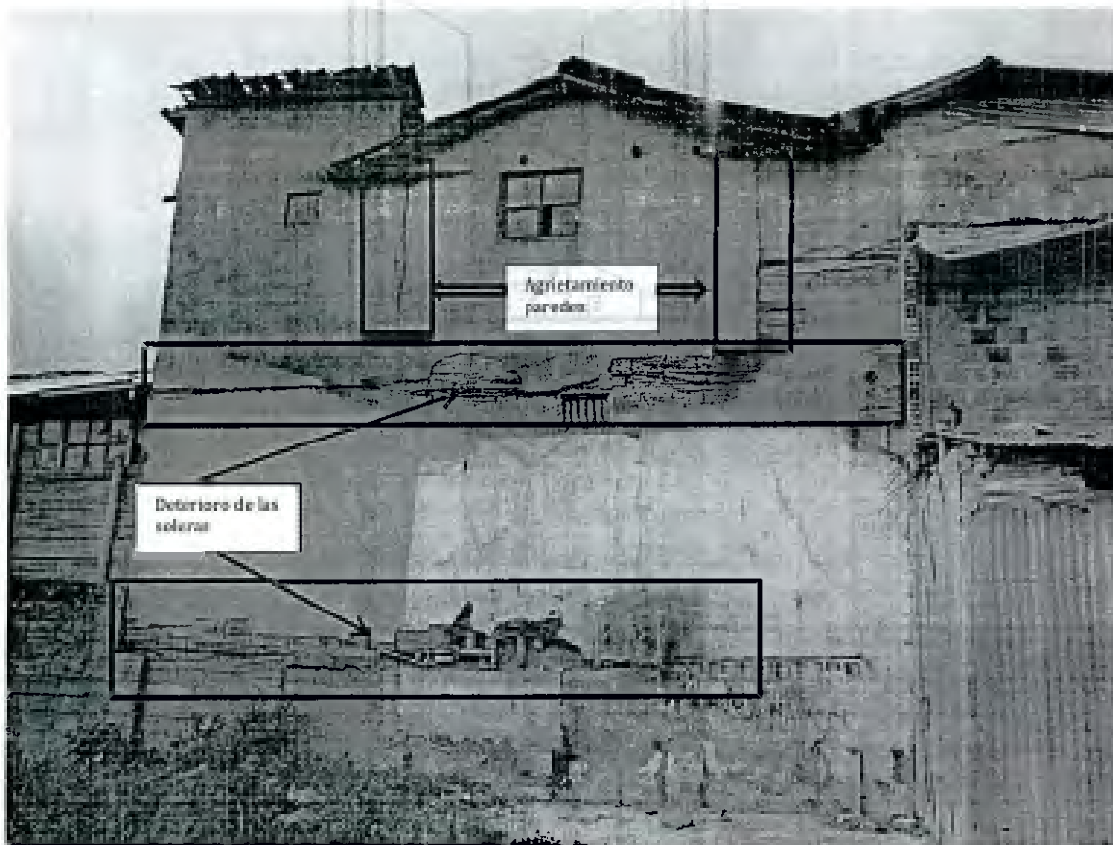 Agrietamiento
paredes.
Deterioro de las
soleras